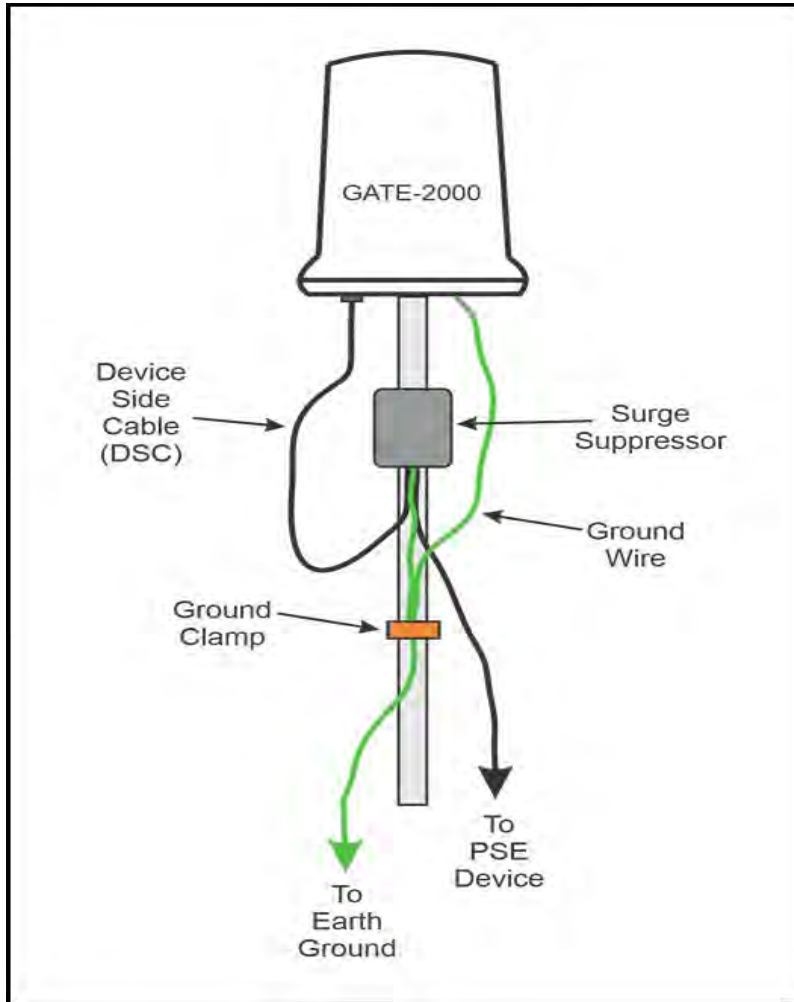 GATE-2000
Device
Side
Cable
(DSC)
Surge
Suppressor
Ground
Wire
Ground
Clamp
To
PSE
Device
To
Earth
Ground